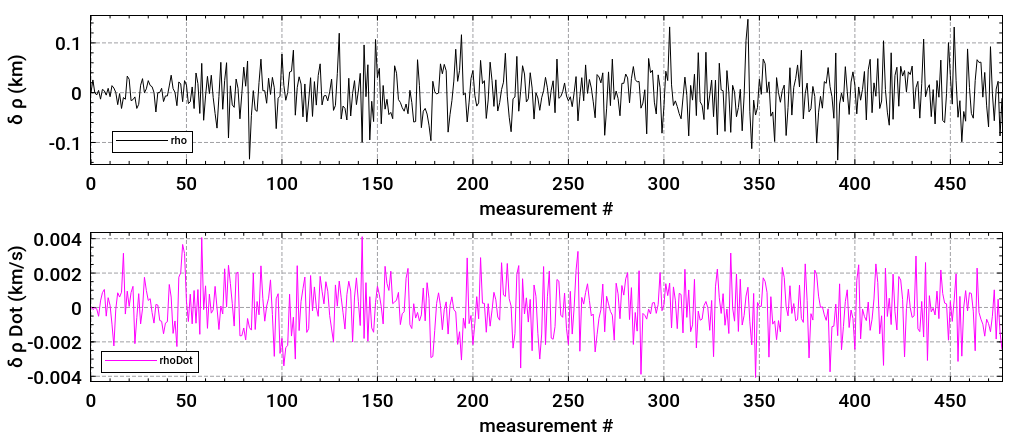 δ ρ (km)
0.1
0
-0.1
rho
0 50 100 150 200 250 300 350 400 450
measurement #
δ ρ Dot (km/s)
0.004
0.002
0
-0.002
-0.004
rhoDot
0 50 100 150 200 250 300 350 400 450
measurement #